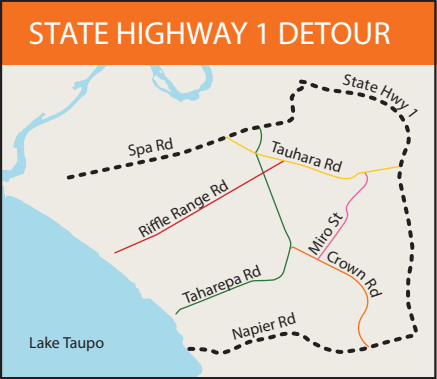 STATE HIGHWAY 1 DETOUR
State Hwy 1
Spa Rd
Tauhara Rd
Riffle Range Rd
Miro St
Crown Rd
Taharepa Rd
Napier Rd
Lake Taupo